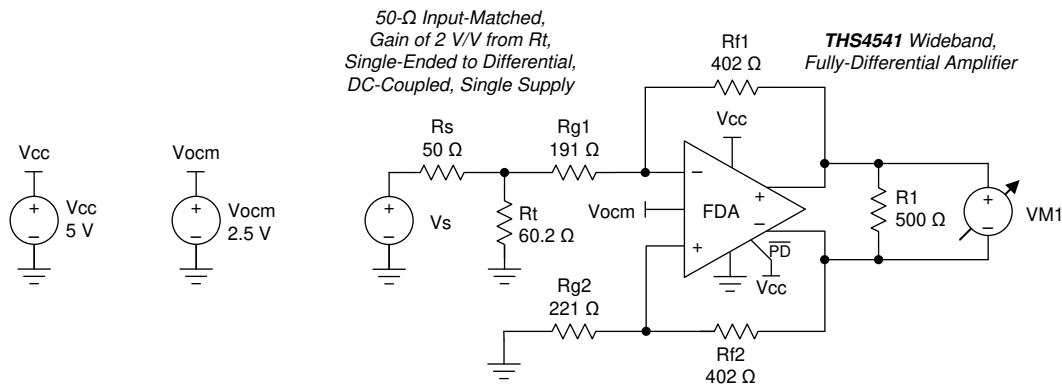 50-Ω Input-Matched,
Gain of 2 V/V from Rt,
Single-Ended to Differential,
DC-Coupled, Single Supply
Rf1
402 Ω
THS4541 Wideband,
Fully-Differential Amplifier
Vcc
Vcc
5 V
Vocm
Vocm
2.5 V
Rs
50 Ω
Vs
Rt
60.2 Ω
Rg1
191 Ω
Vcc
Vocm
FDA
PD
Vcc
R1
500 Ω
VM1
Rg2
221 Ω
Rf2
402 Ω